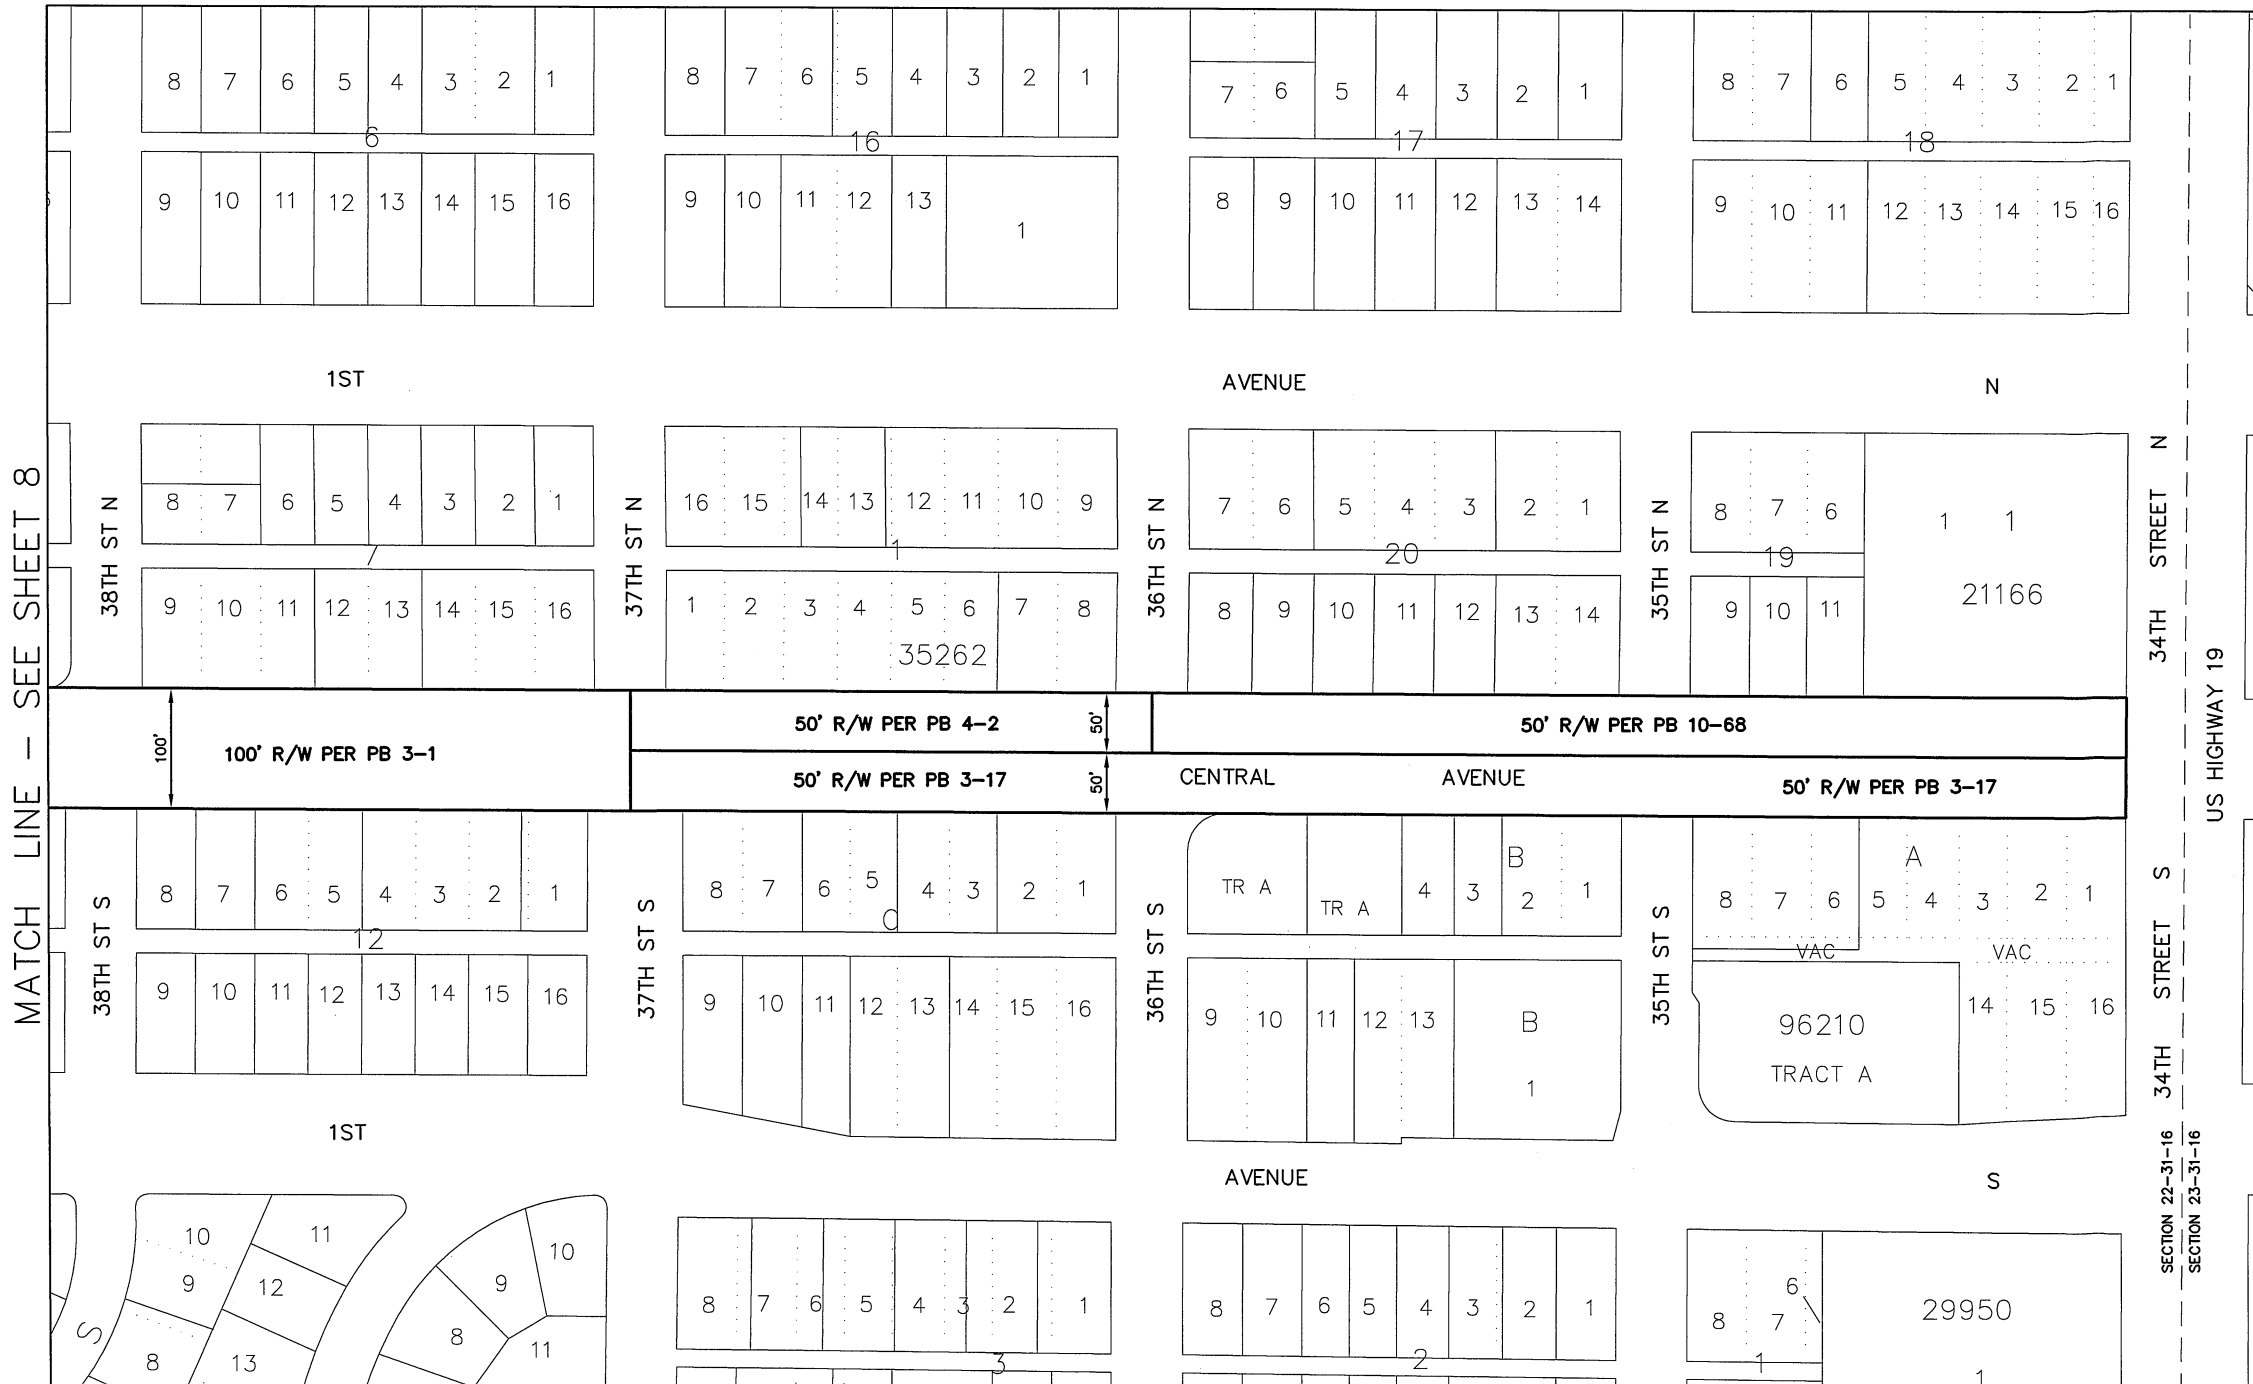 8 7 6 5 4 3 2 1
6
9 10 11 12 13 14 15 16
8 7 6 5 4 3 2 1
16
9 10 11 12 13 1
7 6 5 4 3 2 1
17
8 9 10 11 12 13 14
8 7 6 5 4 3 2 1
18
9 10 11 12 13 14 15 16
1ST AVENUE N
MATCH LINE - SEE SHEET 8
38TH ST N
8 7 6 5 4 3 2 1
7
9 10 11 12 13 14 15 16
37TH ST N
16 15 14 13 12 11 10 9
1
1 2 3 4 5 6 7 8
35262
36TH ST N
7 6 5 4 3 2 1
20
8 9 10 11 12 13 14
35TH ST N
8 7 6
19
9 10 11
1 1
21166
34TH STREET N
US HIGHWAY 19
100'
100' R/W PER PB 3-1
50' R/W PER PB 4-2
50'
50' R/W PER PB 10-68
50' R/W PER PB 3-17
50'
CENTRAL AVENUE
50' R/W PER PB 3-17
38TH ST S
8 7 6 5 4 3 2 1
12
9 10 11 12 13 14 15 16
37TH ST S
8 7 6 5 4 3 2 1
C
9 10 11 12 13 14 15 16
36TH ST S
TR A TR A 4 3 2 1
B
9 10 11 12 13
B
1
35TH ST S
A
8 7 6 5 4 3 2 1
VAC VAC
96210
TRACT A
14 15 16
34TH STREET S
SECTION 22-31-16
SECTION 23-31-16
1ST AVENUE S
S
10 11
9 12
8 13
10
9
8 11
8 7 6 5 4 3 2 1
3
8 7 6 5 4 3 2 1
2
8 7 6
1
29950
1